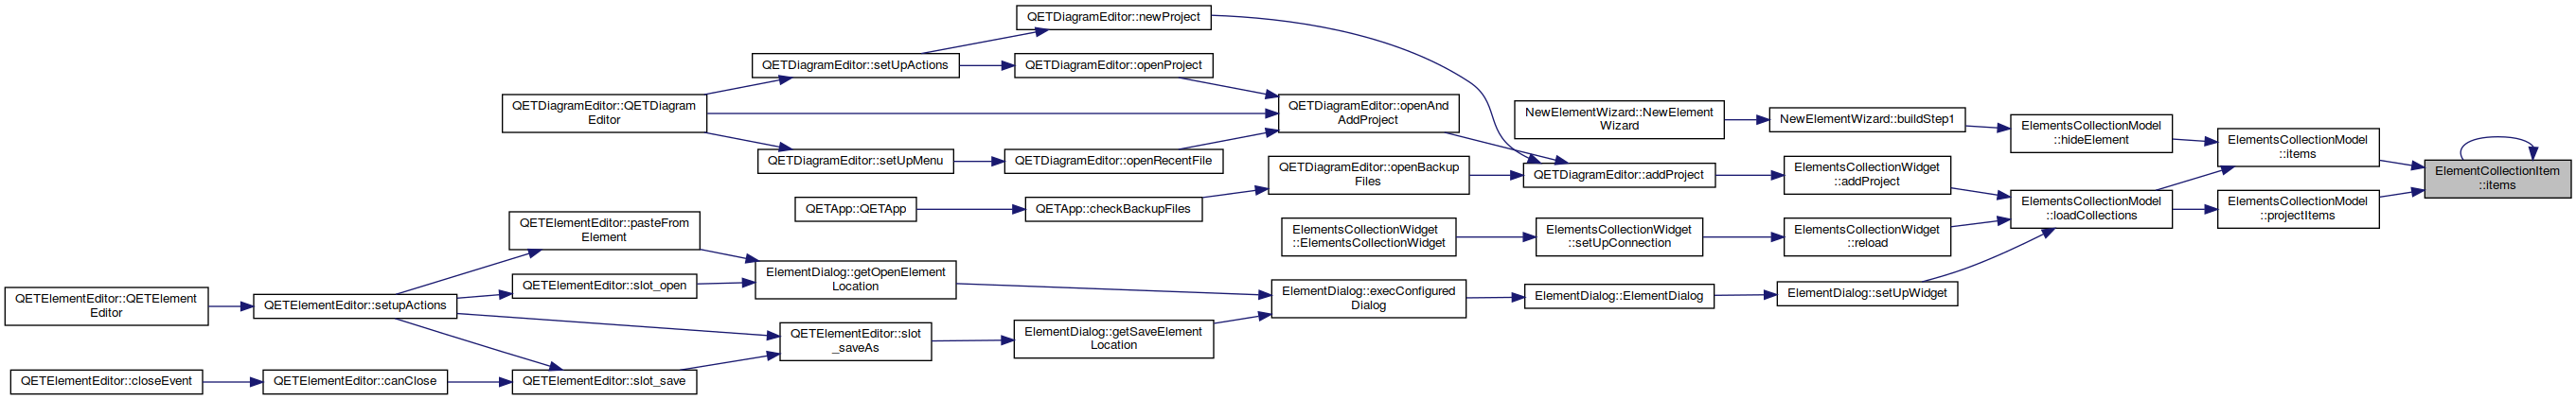 QETDiagramEditor::newProject
QETDiagramEditor::setUpActions
QETDiagramEditor::openProject
QETDiagramEditor::QETDiagram
Editor
QETDiagramEditor::openAnd
AddProject
NewElementWizard::NewElement
Wizard
NewElementWizard::buildStep1
ElementsCollectionModel
::hideElement
ElementsCollectionModel
::items
QETDiagramEditor::setUpMenu
QETDiagramEditor::openRecentFile
QETDiagramEditor::openBackup
Files
QETDiagramEditor::addProject
ElementsCollectionWidget
::addProject
ElementCollectionItem
::items
QETApp::QETApp
QETApp::checkBackupFiles
ElementsCollectionModel
::loadCollections
ElementsCollectionModel
::projectItems
QETElementEditor::pasteFrom
Element
ElementsCollectionWidget
::ElementsCollectionWidget
ElementsCollectionWidget
::setUpConnection
ElementsCollectionWidget
::reload
ElementDialog::getOpenElement
Location
QETElementEditor::slot_open
QETElementEditor::QETElement
Editor
QETElementEditor::setupActions
ElementDialog::execConfigured
Dialog
ElementDialog::ElementDialog
ElementDialog::setUpWidget
QETElementEditor::slot
_saveAs
ElementDialog::getSaveElement
Location
QETElementEditor::closeEvent
QETElementEditor::canClose
QETElementEditor::slot_save